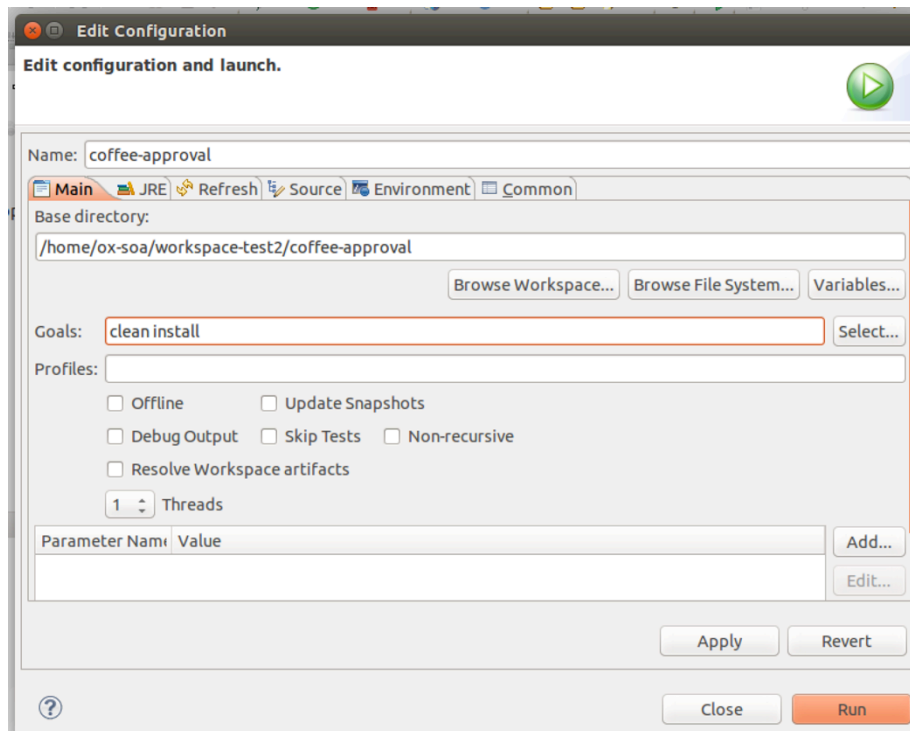 Edit Configuration
Edit configuration and launch.
Name: coffee-approval
Main JRE Refresh Source Environment Common
Base directory:
/home/ox-soa/workspace-test2/coffee-approval
Browse Workspace... Browse File System... Variables...
Goals: clean install Select...
Profiles:
Offline Update Snapshots
Debug Output Skip Tests Non-recursive
Resolve Workspace artifacts
1 Threads
Parameter Name Value
Add...
Edit...
Apply Revert
? Close Run